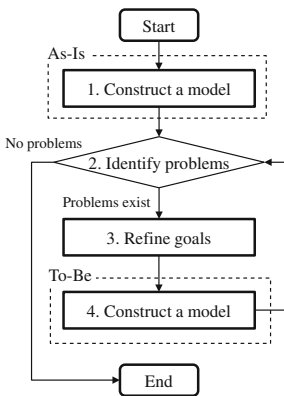 Start
As-Is
1. Construct a model
No problems
2. Identify problems
Problems exist
3. Refine goals
To-Be
4. Construct a model
End